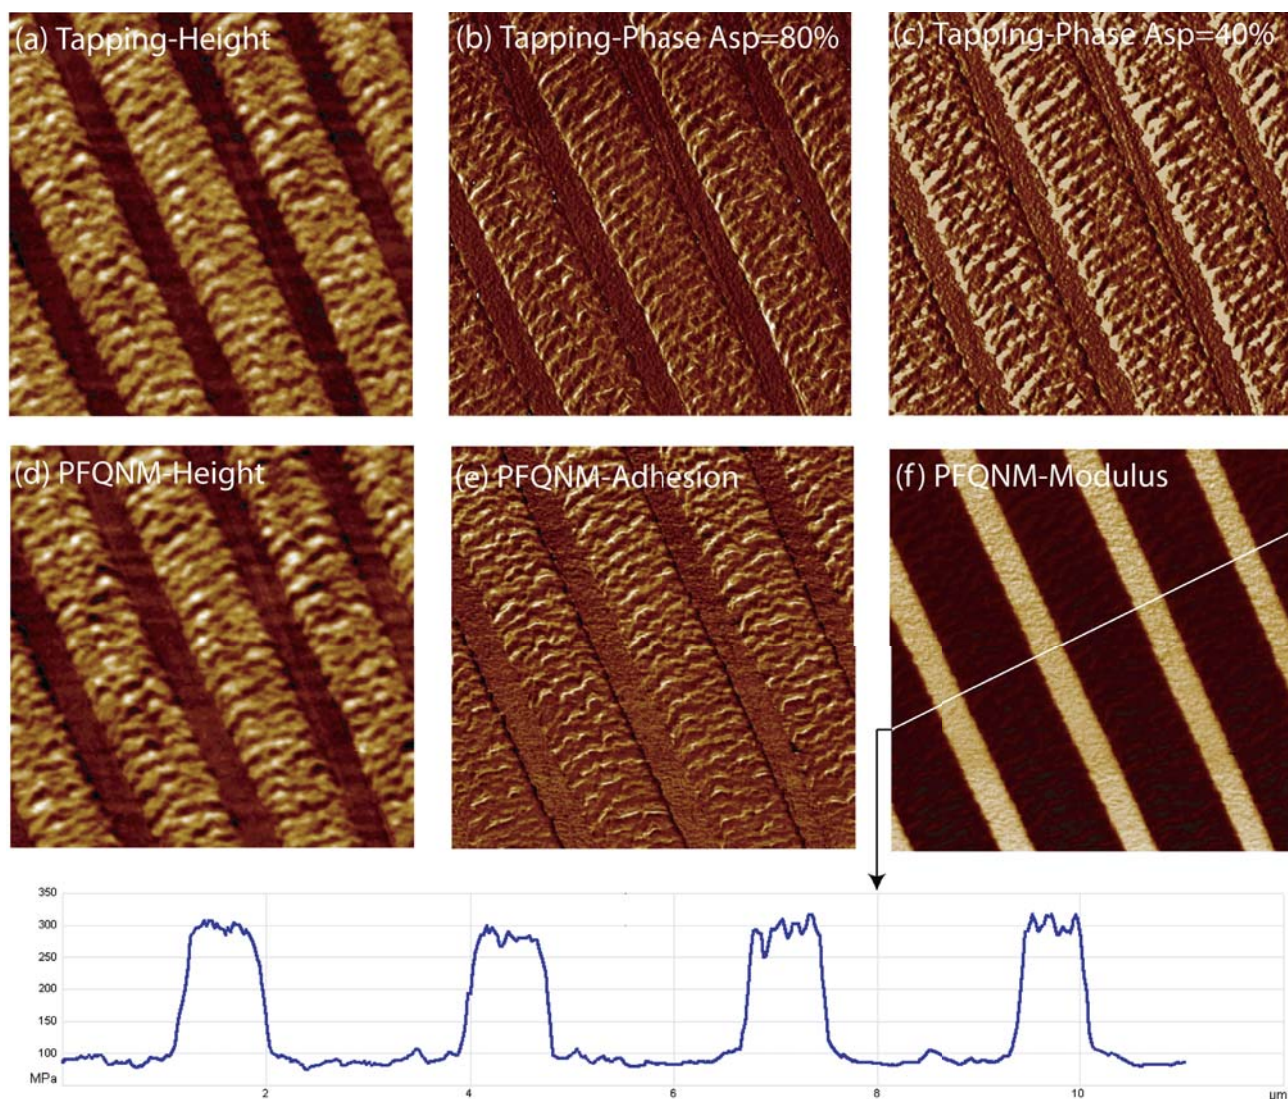 (a) Tapping-Height
(b) Tapping-Phase Asp=80%
(c) Tapping-Phase Asp=40%
(d) PFQNM-Height
(e) PFQNM-Adhesion
(f) PFQNM-Modulus
350
300
250
200
150
100
MPa
2 4 6 8 10 µm